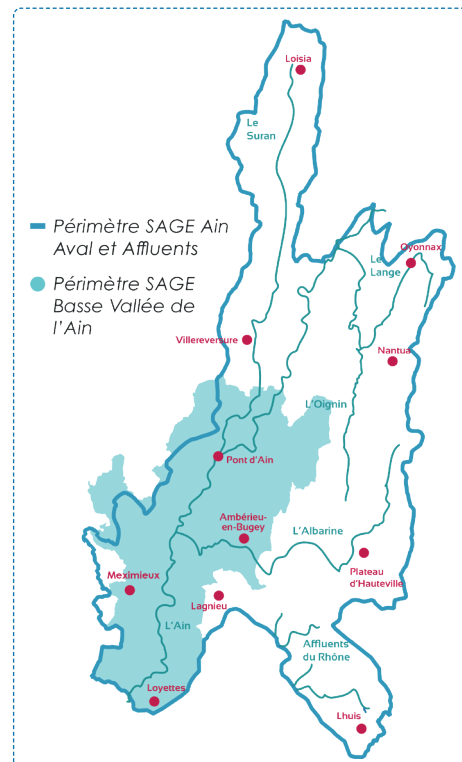 Loisia
Le
Suran
Périmètre SAGE Ain
Aval et Affluents
Oyonnax
Le
Lange
Périmètre SAGE
Basse Vallée de
l'Ain
Villereversure
Nantua
L'Oignin
Pont d'Ain
Ambérieu-
en-Bugey
L'Albarine
Plateau
d'Hauteville
Meximieux
Lagnieu
L'Ain
Affluents
du Rhône
Loyettes
Lhuis